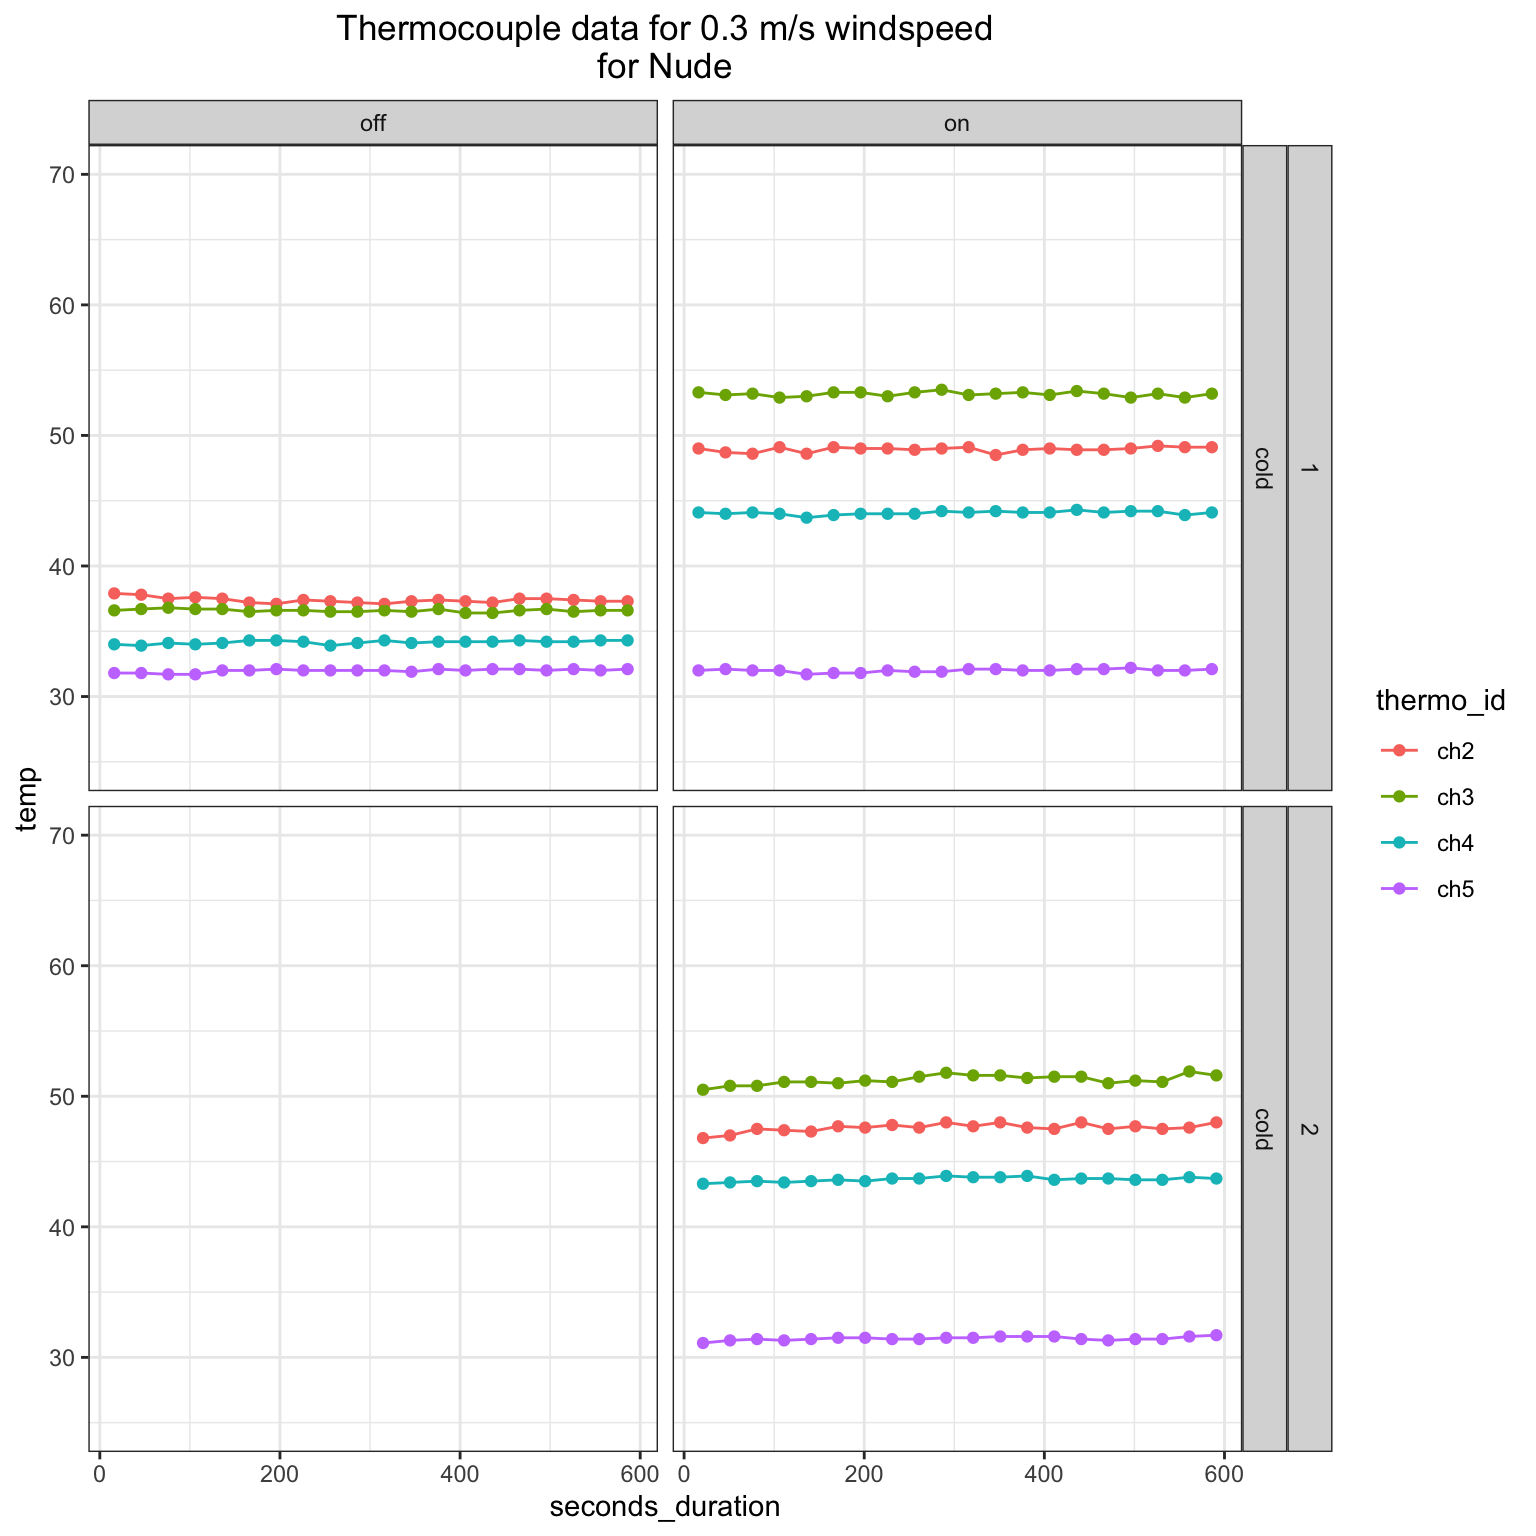 Thermocouple data for 0.3 m/s windspeed
for Nude
off
on
70
60
50
40
30
cold
1
temp
70
60
50
40
30
cold
2
0
200
400
600
0
200
400
600
seconds_duration
thermo_id
ch2
ch3
ch4
ch5